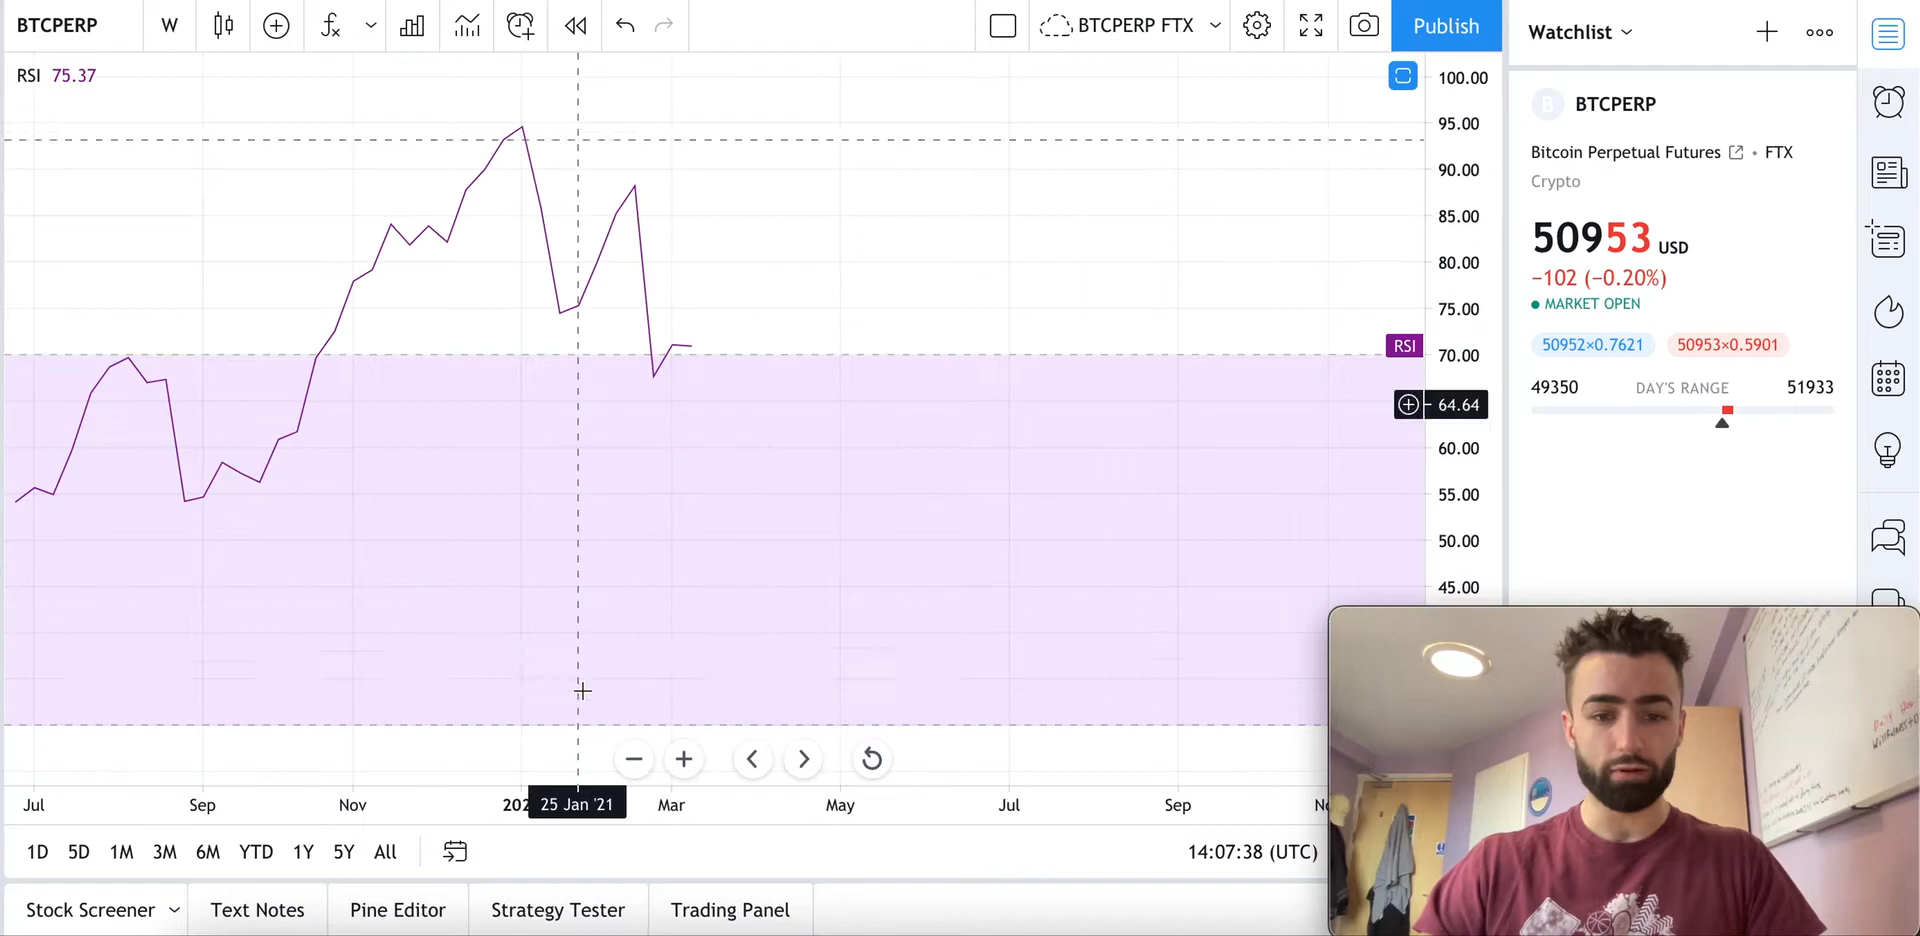 BTCPERP
W
BTCPERP FTX
Publish
Watchlist
RSI 75.37
100.00
95.00
90.00
85.00
80.00
75.00
70.00
RSI
64.64
60.00
55.00
50.00
45.00
B BTCPERP
Bitcoin Perpetual Futures • FTX
Crypto
50953 USD
−102 (−0.20%)
MARKET OPEN
50952×0.7621 50953×0.5901
49350 DAY'S RANGE 51933
Jul Sep Nov 202 25 Jan '21 Mar May Jul Sep
1D 5D 1M 3M 6M YTD 1Y 5Y All
14:07:38 (UTC)
Stock Screener Text Notes Pine Editor Strategy Tester Trading Panel